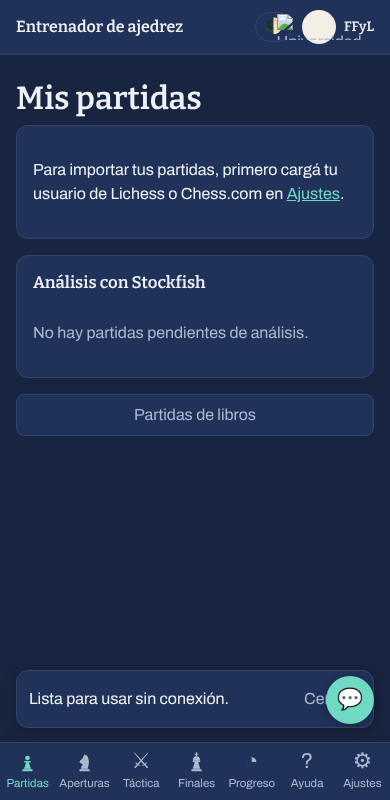 Entrenador de ajedrez
FFyL
Mis partidas
Para importar tus partidas, primero cargá tu
usuario de Lichess o Chess.com en Ajustes.
Análisis con Stockfish
No hay partidas pendientes de análisis.
Partidas de libros
Lista para usar sin conexión.
Partidas Aperturas Táctica Finales Progreso Ayuda Ajustes